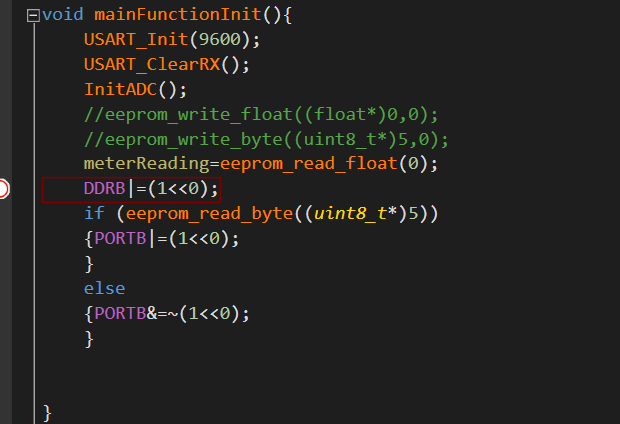 void mainFunctionInit(){
USART_Init(9600);
USART_ClearRX();
InitADC();
//eeprom_write_float((float*)0,0);
//eeprom_write_byte((uint8_t*)5,0);
meterReading=eeprom_read_float(0);
DDRB|=(1<<0);
if (eeprom_read_byte((uint8_t*)5))
{PORTB|=(1<<0);
}
else
{PORTB&=~(1<<0);
}
}